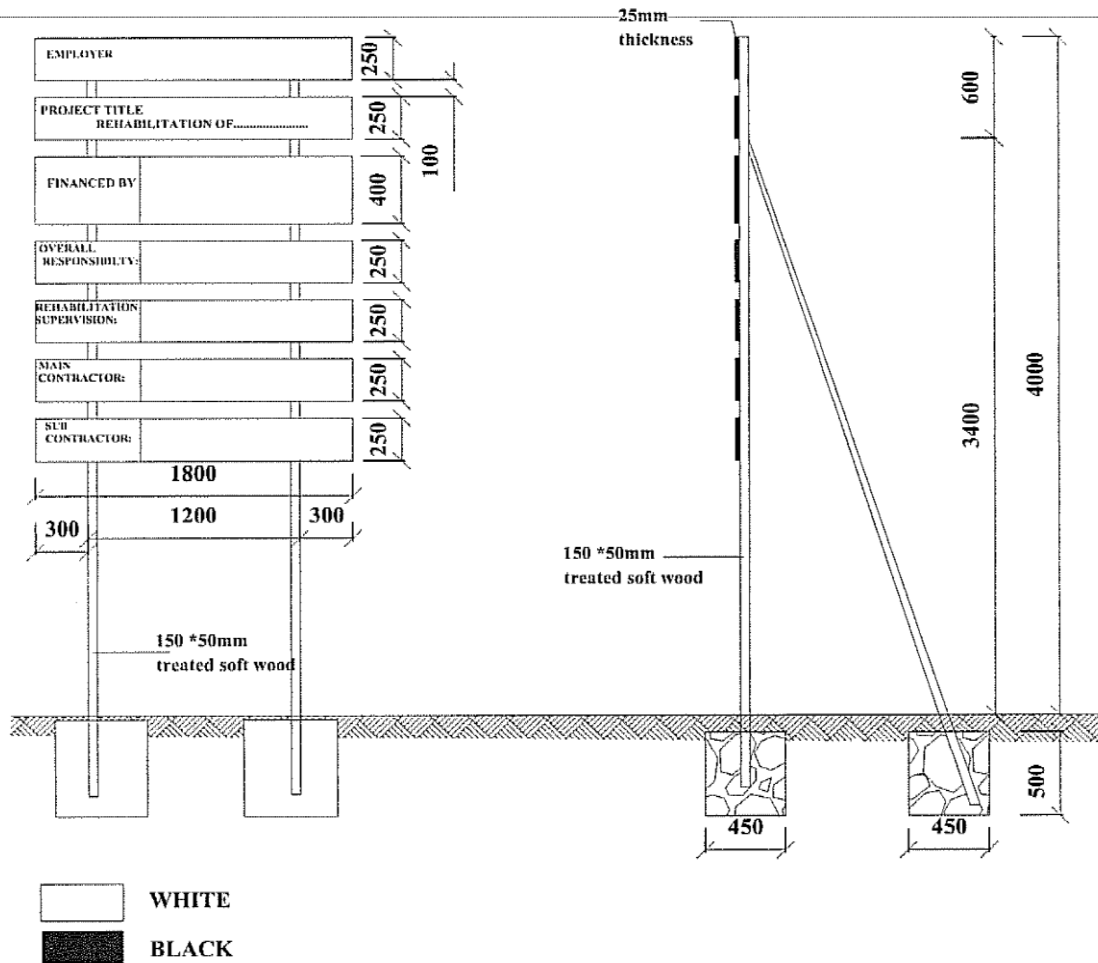 EMPLOYER
250
PROJECT TITLE
REHABILITATION OF......................
250
100
FINANCED BY
400
OVERALL
RESPONSIBILTY:
250
REHABILITATION
SUPERVISION:
250
MAIN
CONTRACTOR:
250
SUB
CONTRACTOR:
250
1800
300
1200
300
150 *50mm
treated soft wood
25mm
thickness
600
4000
3400
150 *50mm
treated soft wood
500
450
450
WHITE
BLACK